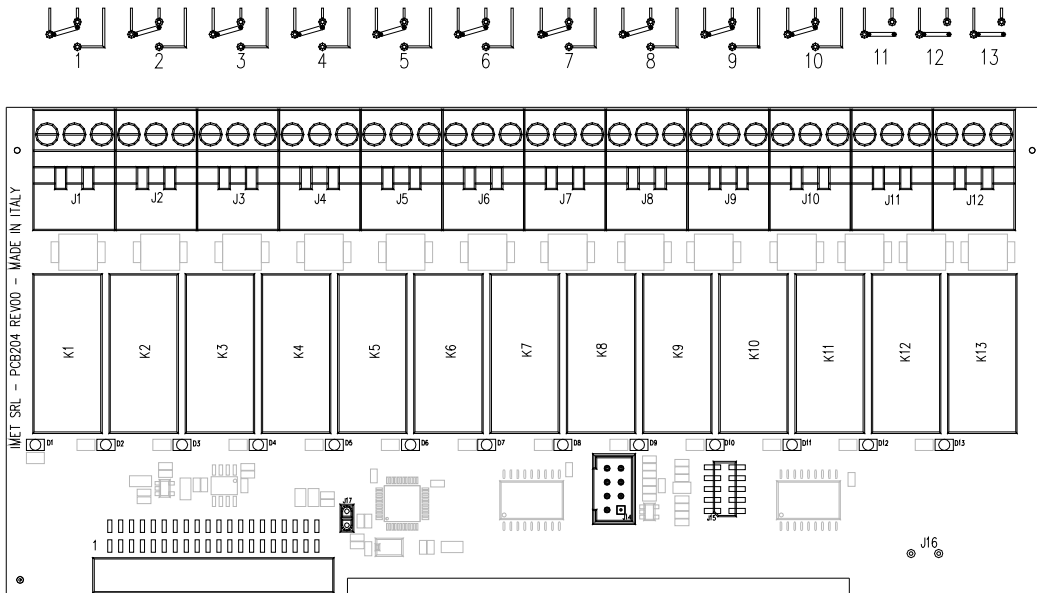 1 2 3 4 5 6 7 8 9 10 11 12 13
J1 J2 J3 J4 J5 J6 J7 J8 J9 J10 J11 J12
IMET SRL - PCB204 REV00 - MADE IN ITALY
K1 K2 K3 K4 K5 K6 K7 K8 K9 K10 K11 K12 K13
D1 D2 D3 D4 D5 D6 D7 D8 D9 D10 D11 D12 D13
J17 J14 J15
1 J16